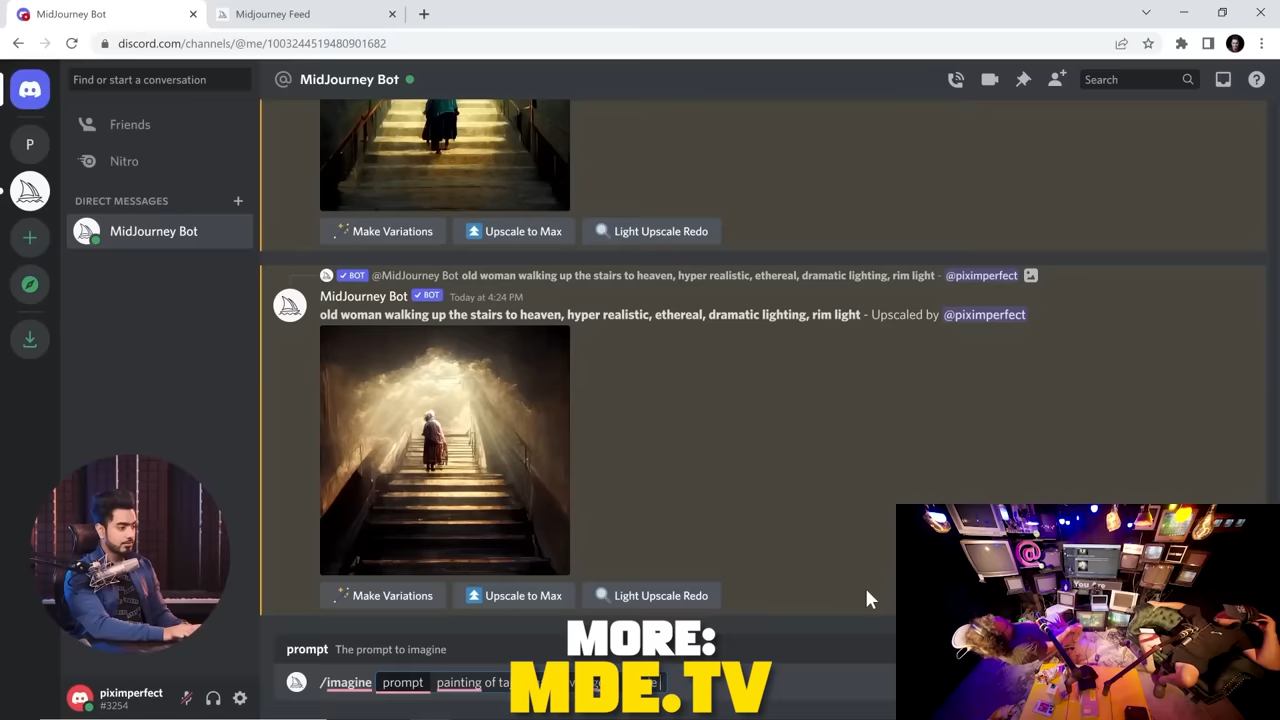 MidJourney Bot
Midjourney Feed
discord.com/channels/@me/1003244519480901682
Find or start a conversation
MidJourney Bot
Search
Friends
Nitro
P
DIRECT MESSAGES
MidJourney Bot
Make Variations
Upscale to Max
Light Upscale Redo
BOT @MidJourney Bot old woman walking up the stairs to heaven, hyper realistic, ethereal, dramatic lighting, rim light - @piximperfect
MidJourney Bot BOT Today at 4:24 PM
old woman walking up the stairs to heaven, hyper realistic, ethereal, dramatic lighting, rim light - Upscaled by @piximperfect
Make Variations
Upscale to Max
Light Upscale Redo
You Are
prompt The prompt to imagine
/imagine prompt painting of
MORE:
MDE.TV
piximperfect
#3254